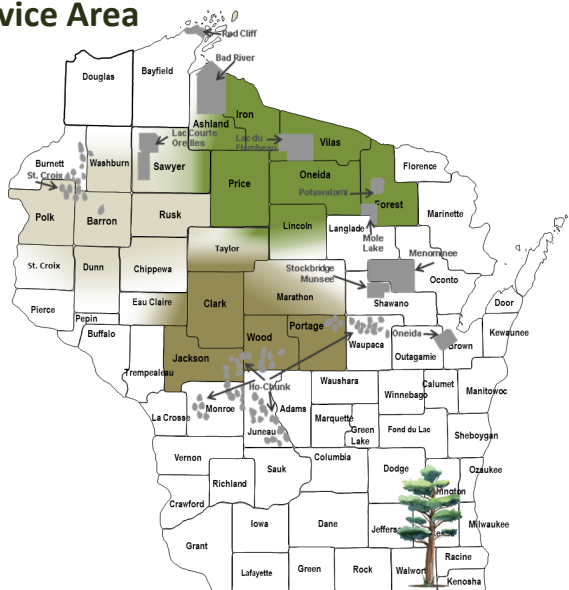 vice Area
Red Cliff
Bad River
Douglas
Bayfield
Iron
Ashland
Lac Courte
Oreilles
Lac du
Flambeau
Vilas
Burnett
Washburn
Sawyer
St. Croix
Florence
Oneida
Price
Potawatomi
Forest
Polk
Barron
Rusk
Marinette
Lincoln
Langlade
Mole
Lake
Taylor
Menominee
St. Croix
Dunn
Chippewa
Stockbridge
Munsee
Oconto
Marathon
Shawano
Eau Claire
Clark
Door
Pierce
Pepin
Buffalo
Portage
Wood
Waupaca
Oneida
Brown
Kewaunee
Outagamie
Jackson
Trempealeau
Ho-Chunk
Waushara
Calumet
Winnebago
Manitowoc
La Crosse
Monroe
Adams
Marquette
Juneau
Green
Lake
Fond du Lac
Sheboygan
Vernon
Columbia
Sauk
Dodge
Ozaukee
Richland
Crawford
Iowa
Dane
Jeffers
Milwaukee
Grant
Racine
Lafayette
Green
Rock
Walwort
Kenosha